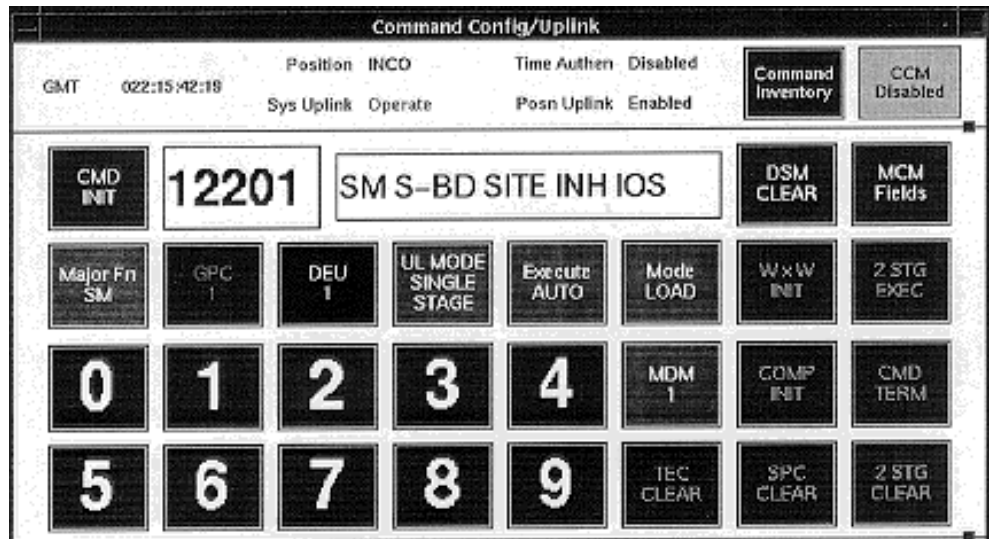 Command Config/Uplink
GMT 022:15:42:19
Position INCO
Sys Uplink Operate
Time Authen Disabled
Posn Uplink Enabled
Command Inventory
CCM Disabled
CMD INIT
12201
SM S-BD SITE INH IOS
DSM CLEAR
MCM Fields
Major Fn SM
GPC 1
DEU 1
UL MODE SINGLE STAGE
Execute AUTO
Mode LOAD
WxW INIT
2 STG EXEC
0
1
2
3
4
MDM 1
COMP INIT
CMD TERM
5
6
7
8
9
TEC CLEAR
SPC CLEAR
2 STG CLEAR